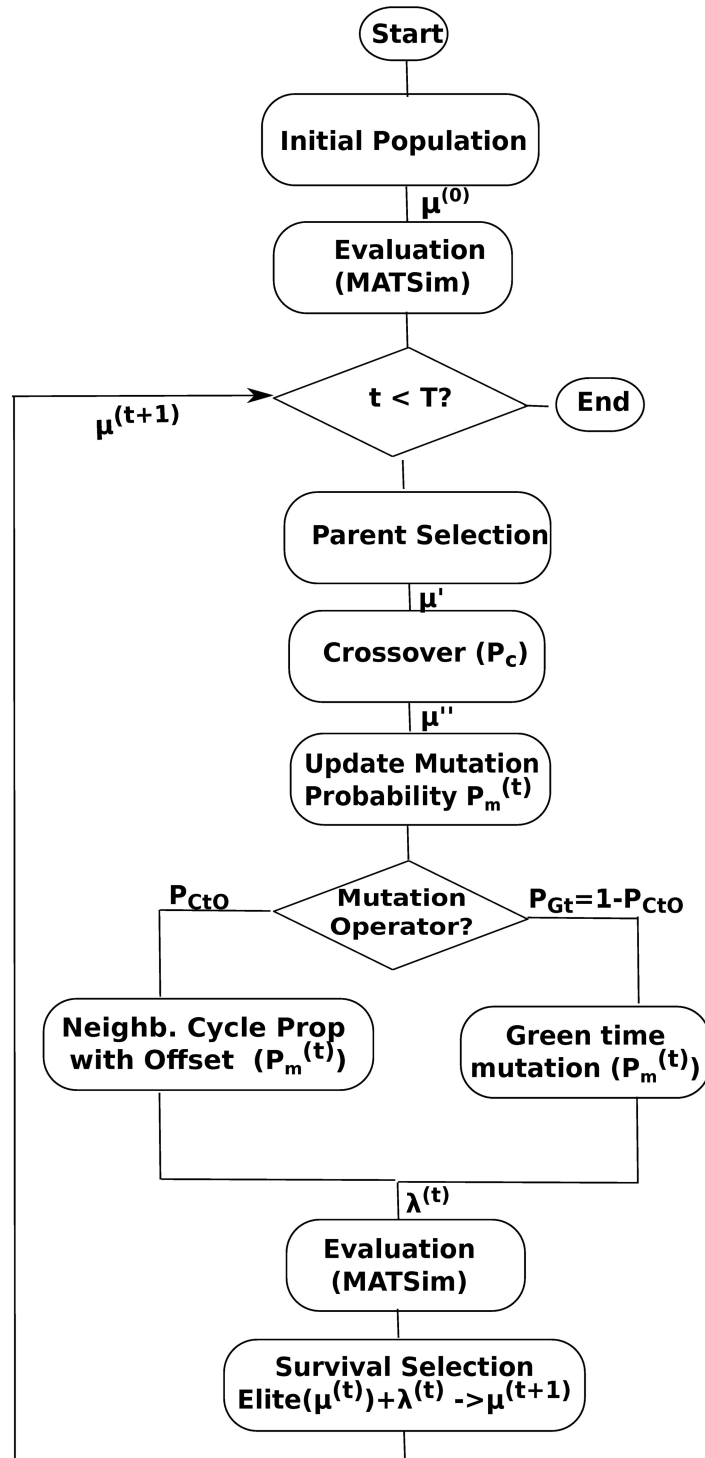 Start
Initial Population
μ(0)
Evaluation
(MATSim)
t < T?
End
μ(t+1)
Parent Selection
μ'
Crossover (Pc)
μ''
Update Mutation
Probability Pm(t)
Mutation
Operator?
PCtO
PGt=1-PCtO
Neighb. Cycle Prop
with Offset (Pm(t))
Green time
mutation (Pm(t))
λ(t)
Evaluation
(MATSim)
Survival Selection
Elite(μ(t))+λ(t) ->μ(t+1)